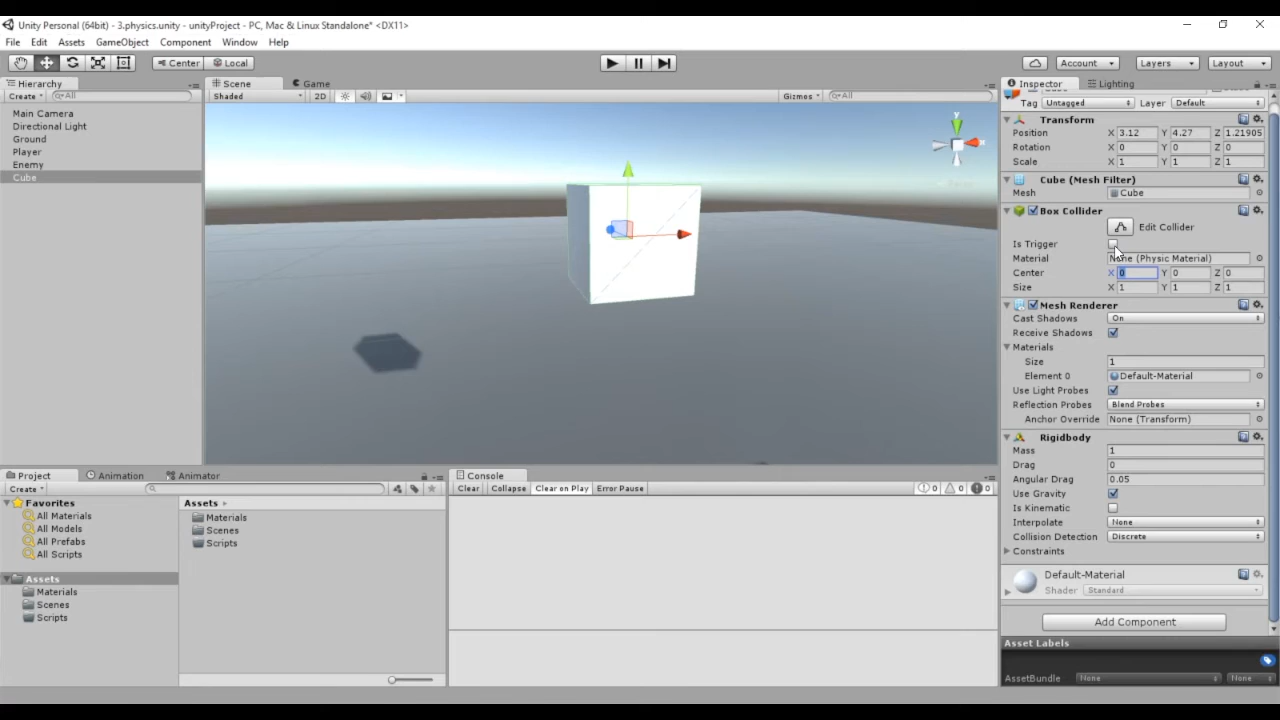 Unity Personal (64bit) - 3.physics.unity - unityProject - PC, Mac & Linux Standalone* <DX11>
File Edit Assets GameObject Component Window Help
Center Local Account Layers Layout
Hierarchy Scene Game Inspector Lighting
Create All Shaded 2D Gizmos All
Tag Untagged Layer Default
Main Camera
Directional Light
Ground
Player
Enemy
Cube
y
x
Transform
Position X 3.12 Y 4.27 Z 1.21905
Rotation X 0 Y 0 Z 0
Scale X 1 Y 1 Z 1
Cube (Mesh Filter)
Mesh Cube
Box Collider
Edit Collider
Is Trigger
Material None (Physic Material)
Center X 0 Y 0 Z 0
Size X 1 Y 1 Z 1
Mesh Renderer
Cast Shadows On
Receive Shadows
Materials
Size 1
Element 0 Default-Material
Use Light Probes
Reflection Probes Blend Probes
Anchor Override None (Transform)
Rigidbody
Mass 1
Drag 0
Angular Drag 0.05
Use Gravity
Is Kinematic
Interpolate None
Collision Detection Discrete
Constraints
Default-Material
Shader Standard
Add Component
Asset Labels
AssetBundle None None
Project Animation Animator
Create
Favorites
All Materials
All Models
All Prefabs
All Scripts
Assets
Materials
Scenes
Scripts
Assets
Materials
Scenes
Scripts
Console
Clear Collapse Clear on Play Error Pause 0 0 0